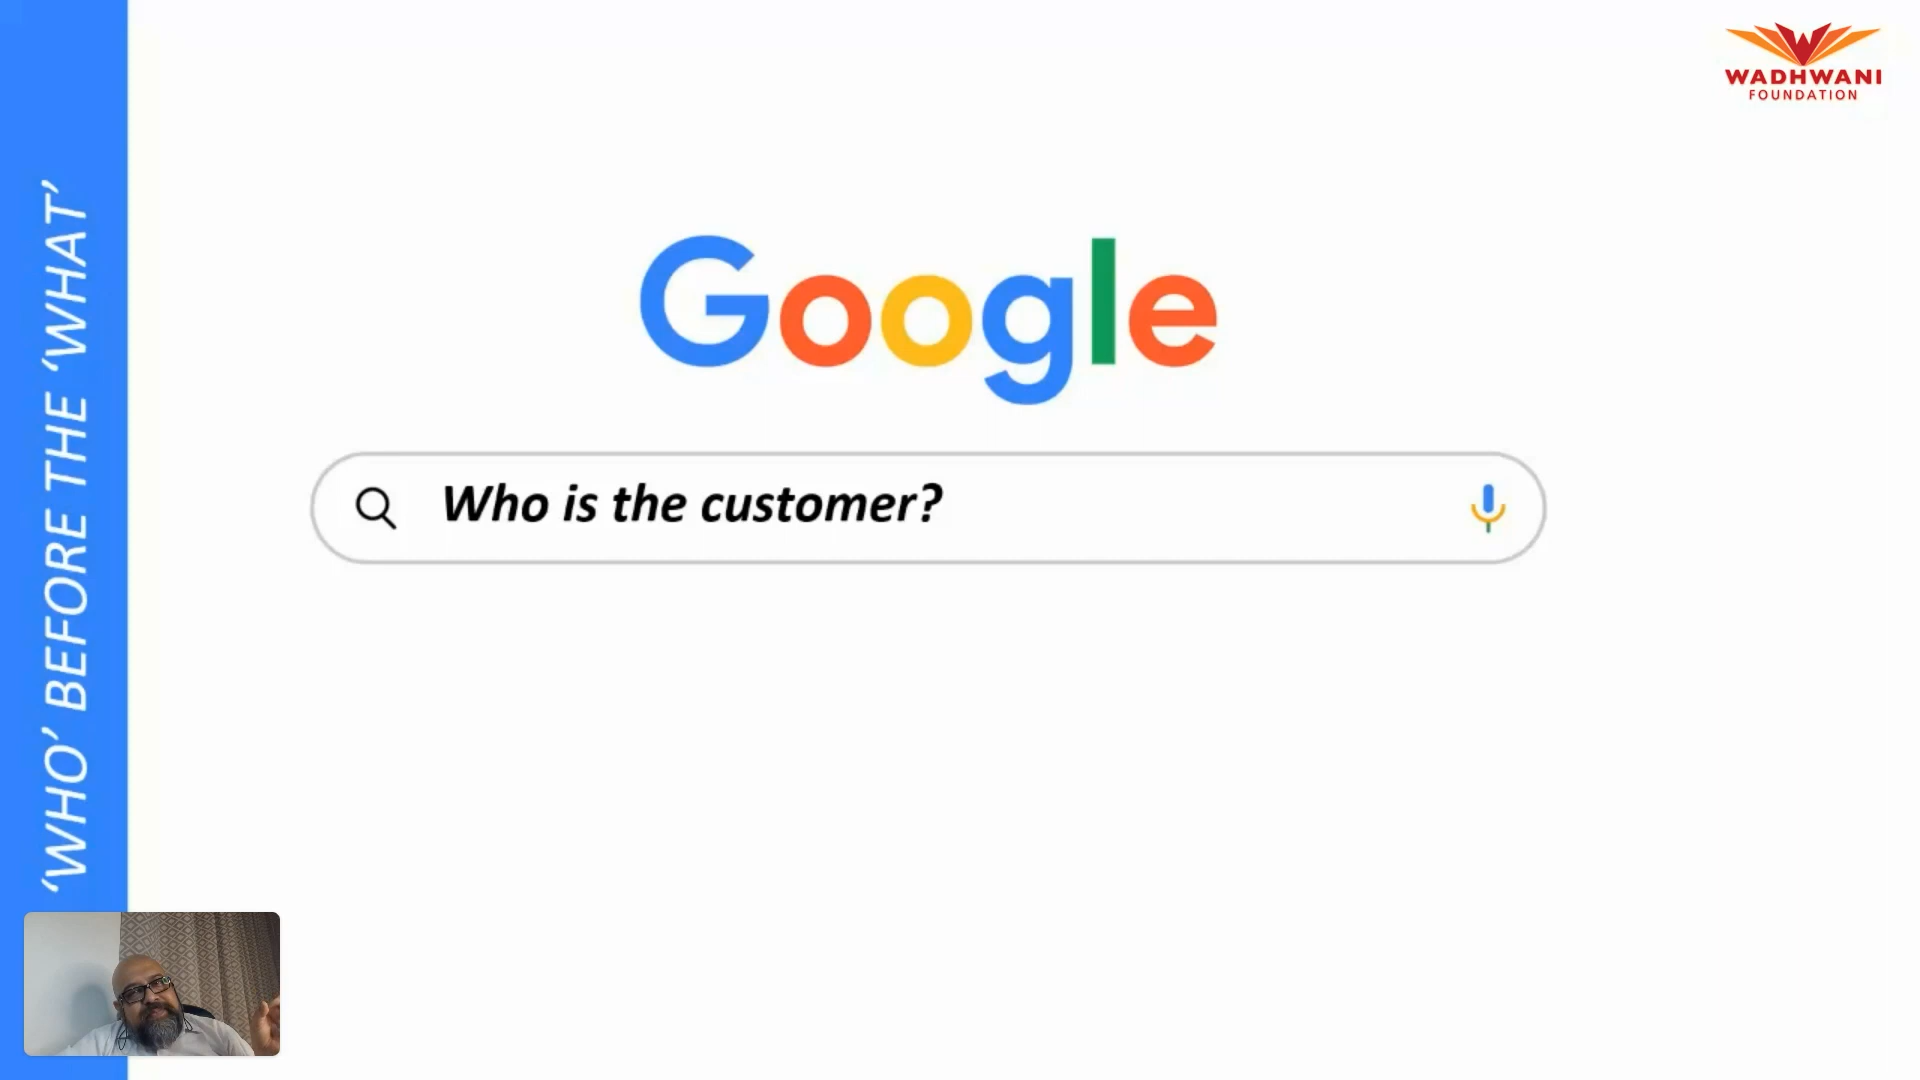 WADHWANI
FOUNDATION
‘WHO’ BEFORE THE ‘WHAT’
Google
Who is the customer?